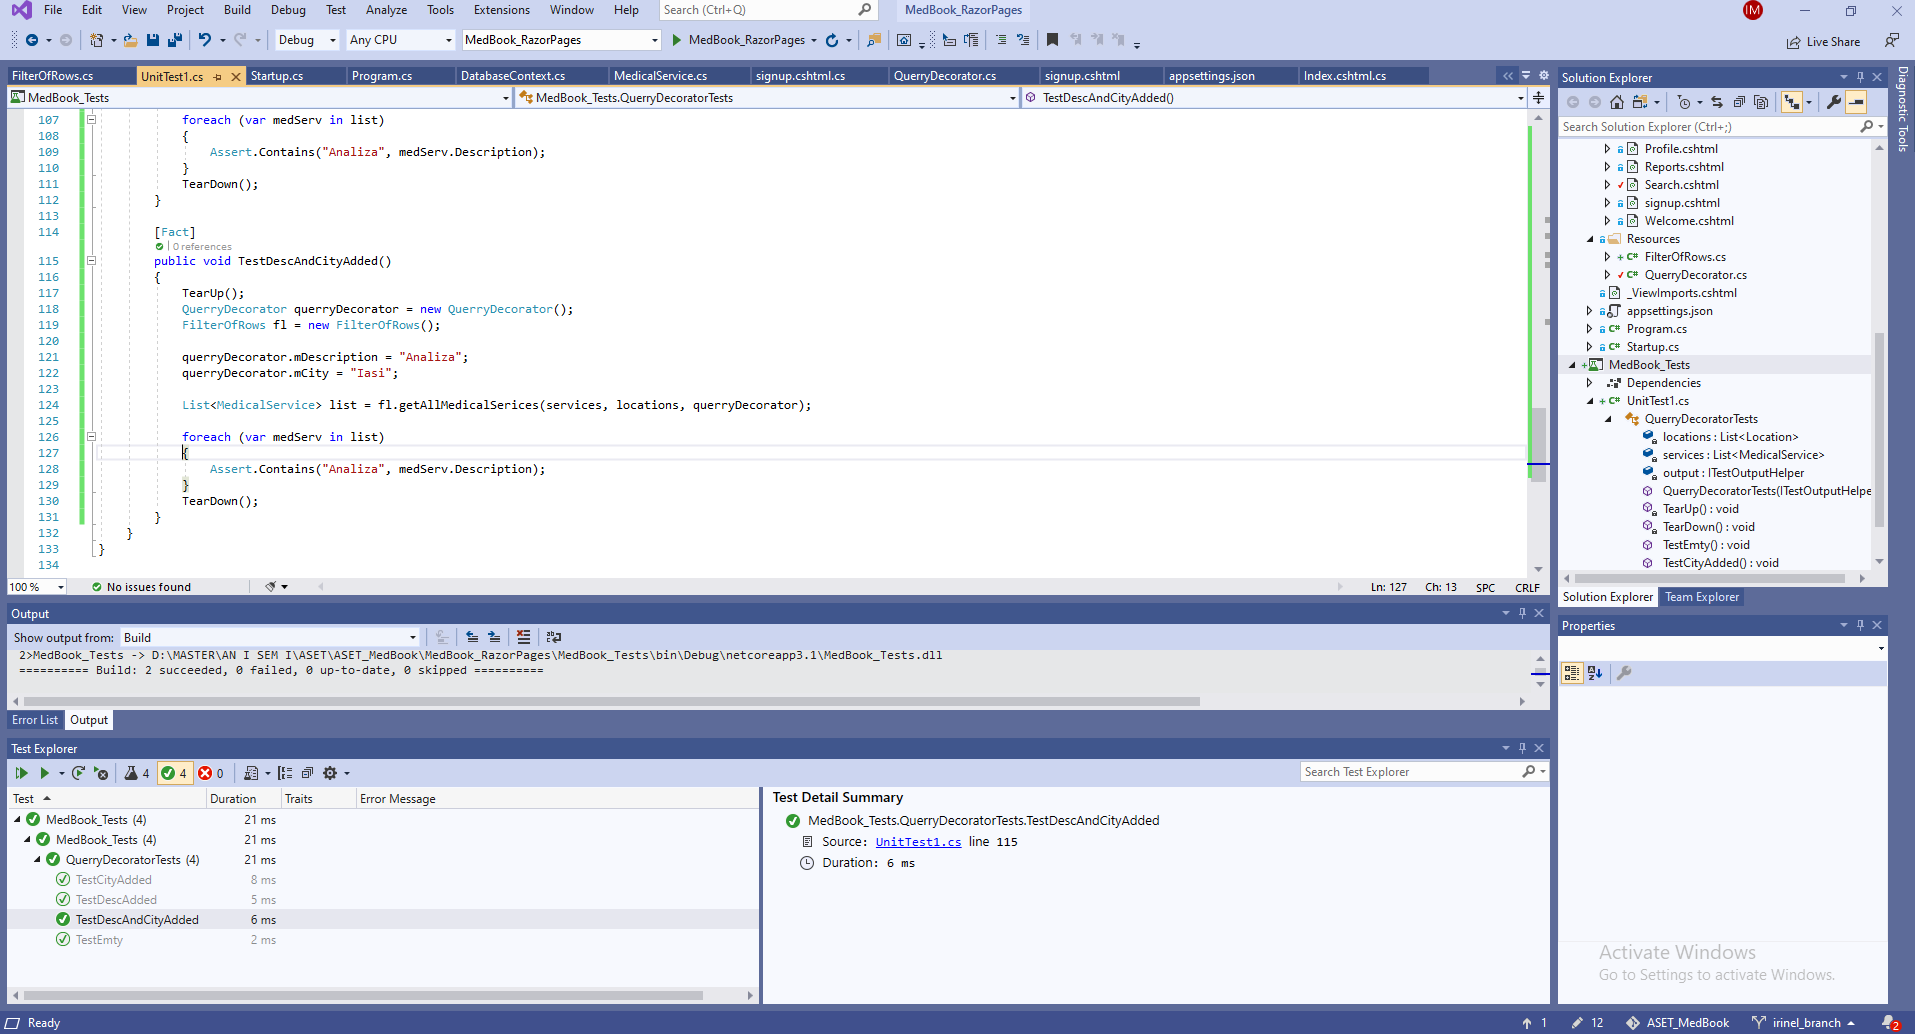 File Edit View Project Build Debug Test Analyze Tools Extensions Window Help Search (Ctrl+Q) MedBook_RazorPages IM
Debug Any CPU MedBook_RazorPages MedBook_RazorPages Live Share
FilterOfRows.cs UnitTest1.cs Startup.cs Program.cs DatabaseContext.cs MedicalService.cs signup.cshtml.cs QuerryDecorator.cs signup.cshtml appsettings.json Index.cshtml.cs
MedBook_Tests MedBook_Tests.QuerryDecoratorTests TestDescAndCityAdded()
107 foreach (var medServ in list)
108 {
109 Assert.Contains("Analiza", medServ.Description);
110 }
111 TearDown();
112 }
113
114 [Fact]
0 references
115 public void TestDescAndCityAdded()
116 {
117 TearUp();
118 QuerryDecorator querryDecorator = new QuerryDecorator();
119 FilterOfRows fl = new FilterOfRows();
120
121 querryDecorator.mDescription = "Analiza";
122 querryDecorator.mCity = "Iasi";
123
124 List<MedicalService> list = fl.getAllMedicalSerices(services, locations, querryDecorator);
125
126 foreach (var medServ in list)
127 {
128 Assert.Contains("Analiza", medServ.Description);
129 }
130 TearDown();
131 }
132 }
133 }
134
100 % No issues found Ln: 127 Ch: 13 SPC CRLF
Output
Show output from: Build
2>MedBook_Tests -> D:\MASTER\AN I SEM I\ASET\ASET_MedBook\MedBook_RazorPages\MedBook_Tests\bin\Debug\netcoreapp3.1\MedBook_Tests.dll
========== Build: 2 succeeded, 0 failed, 0 up-to-date, 0 skipped ==========
Error List Output
Test Explorer
4 4 0 Search Test Explorer
Test Duration Traits Error Message
MedBook_Tests (4) 21 ms
MedBook_Tests (4) 21 ms
QuerryDecoratorTests (4) 21 ms
TestCityAdded 8 ms
TestDescAdded 5 ms
TestDescAndCityAdded 6 ms
TestEmty 2 ms
Test Detail Summary
MedBook_Tests.QuerryDecoratorTests.TestDescAndCityAdded
Source: UnitTest1.cs line 115
Duration: 6 ms
Solution Explorer
Search Solution Explorer (Ctrl+;)
Profile.cshtml
Reports.cshtml
Search.cshtml
signup.cshtml
Welcome.cshtml
Resources
C# FilterOfRows.cs
C# QuerryDecorator.cs
_ViewImports.cshtml
appsettings.json
C# Program.cs
C# Startup.cs
MedBook_Tests
Dependencies
C# UnitTest1.cs
QuerryDecoratorTests
locations : List<Location>
services : List<MedicalService>
output : ITestOutputHelper
QuerryDecoratorTests(ITestOutputHelpe
TearUp() : void
TearDown() : void
TestEmty() : void
TestCityAdded() : void
Solution Explorer Team Explorer
Properties
Diagnostic Tools
Activate Windows
Go to Settings to activate Windows.
Ready 1 12 ASET_MedBook irinel_branch 2